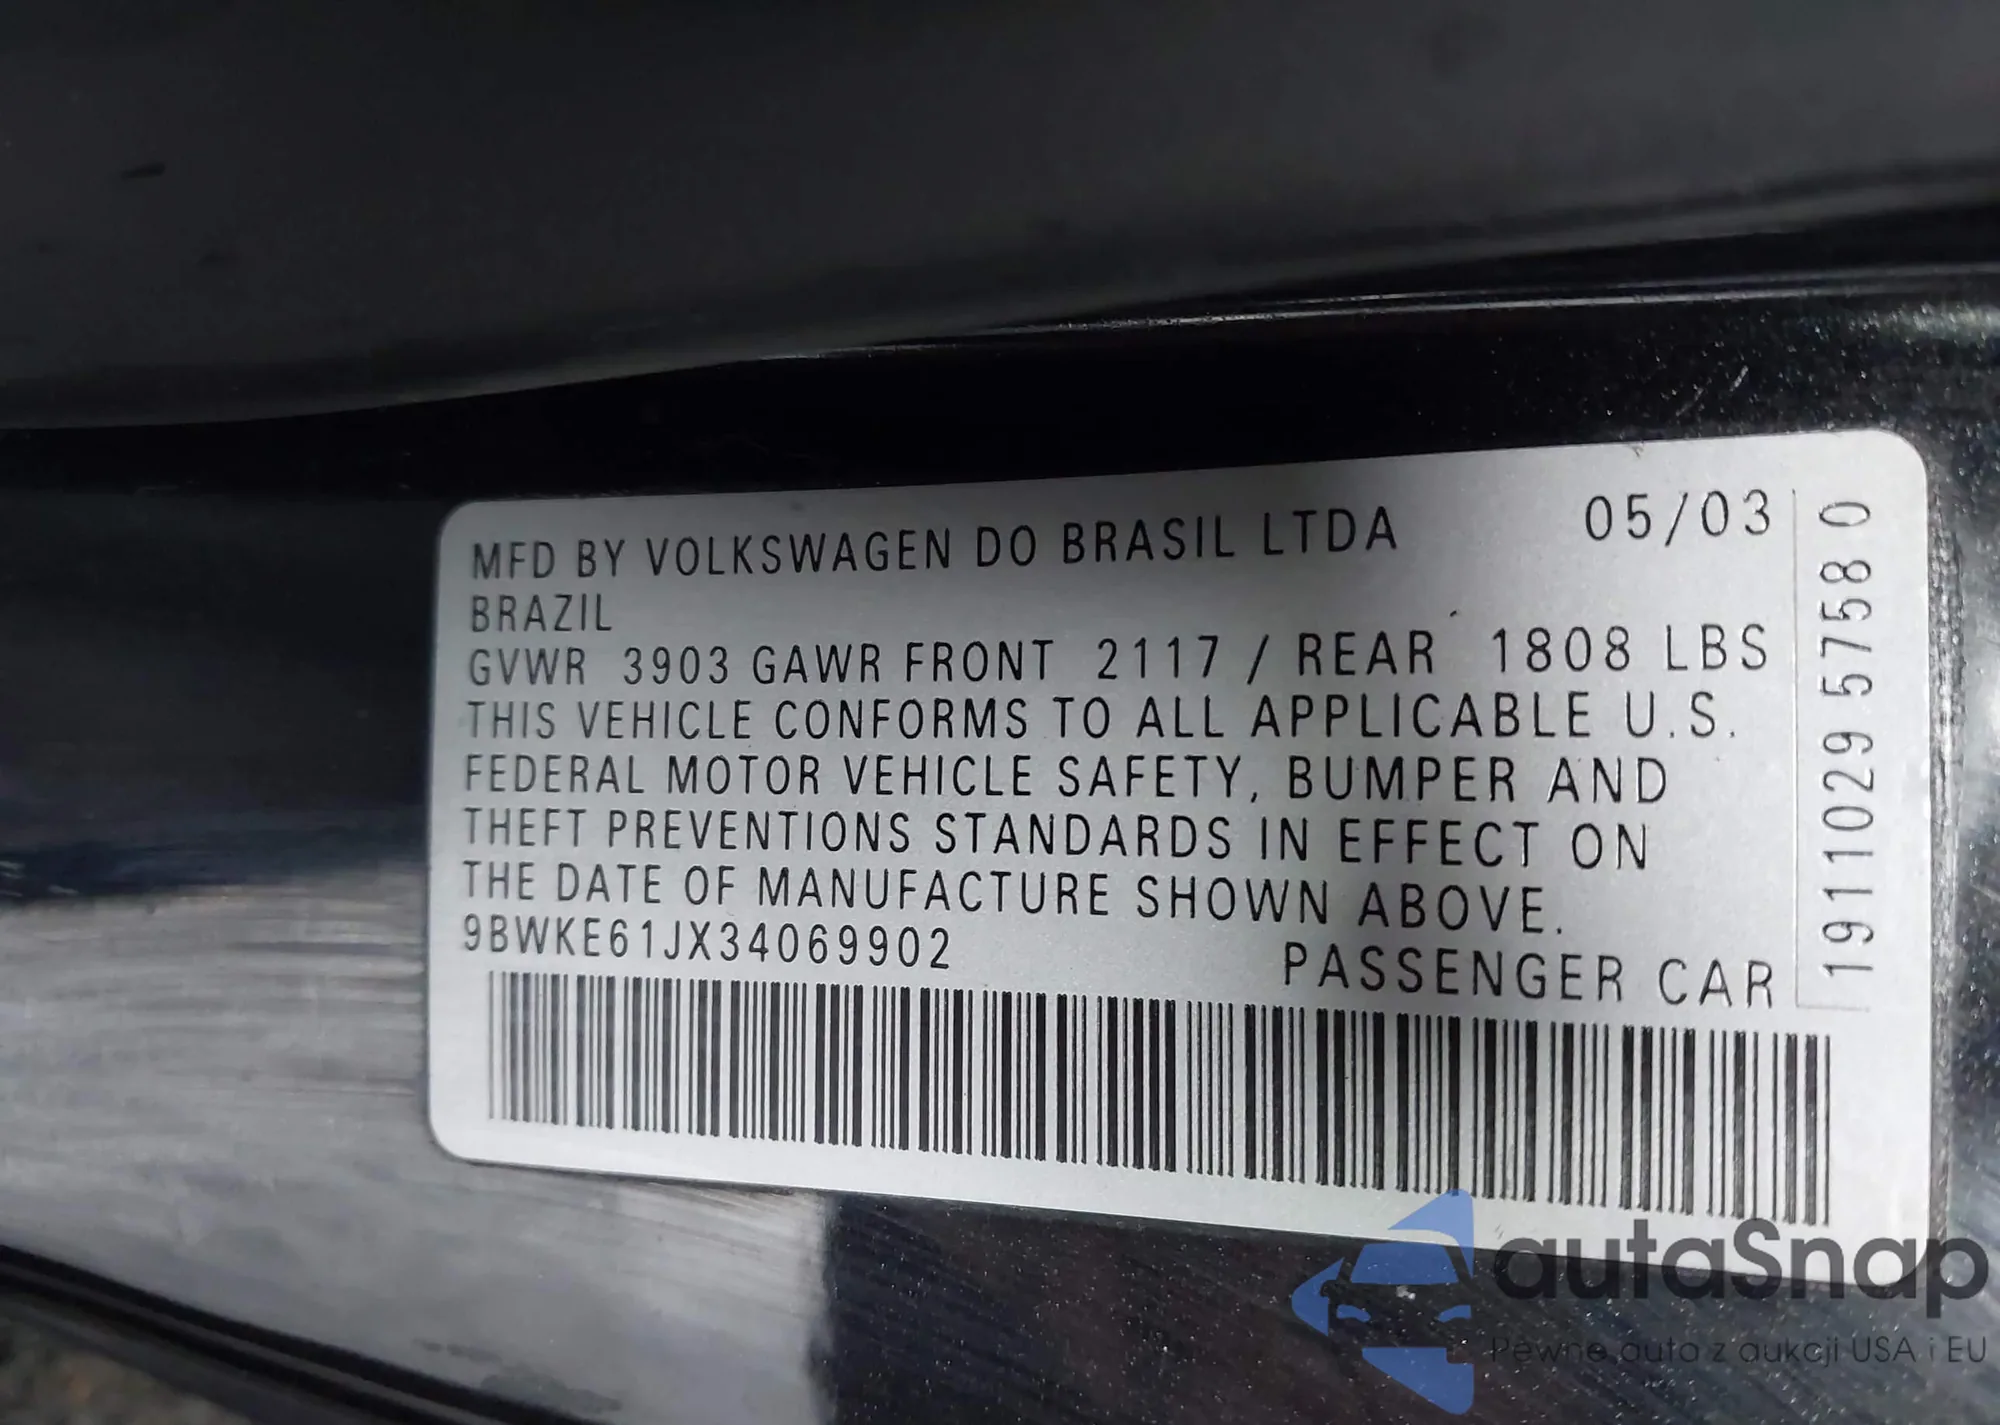 MFD BY VOLKSWAGEN DO BRASIL LTDA 05/03
BRAZIL
GVWR 3903 GAWR FRONT 2117 / REAR 1808 LBS
THIS VEHICLE CONFORMS TO ALL APPLICABLE U.S.
FEDERAL MOTOR VEHICLE SAFETY, BUMPER AND
THEFT PREVENTIONS STANDARDS IN EFFECT ON
THE DATE OF MANUFACTURE SHOWN ABOVE.
9BWKE61JX34069902 PASSENGER CAR
1911029 5758 0
autaSnap
Pewne auta z aukcji USA i EU